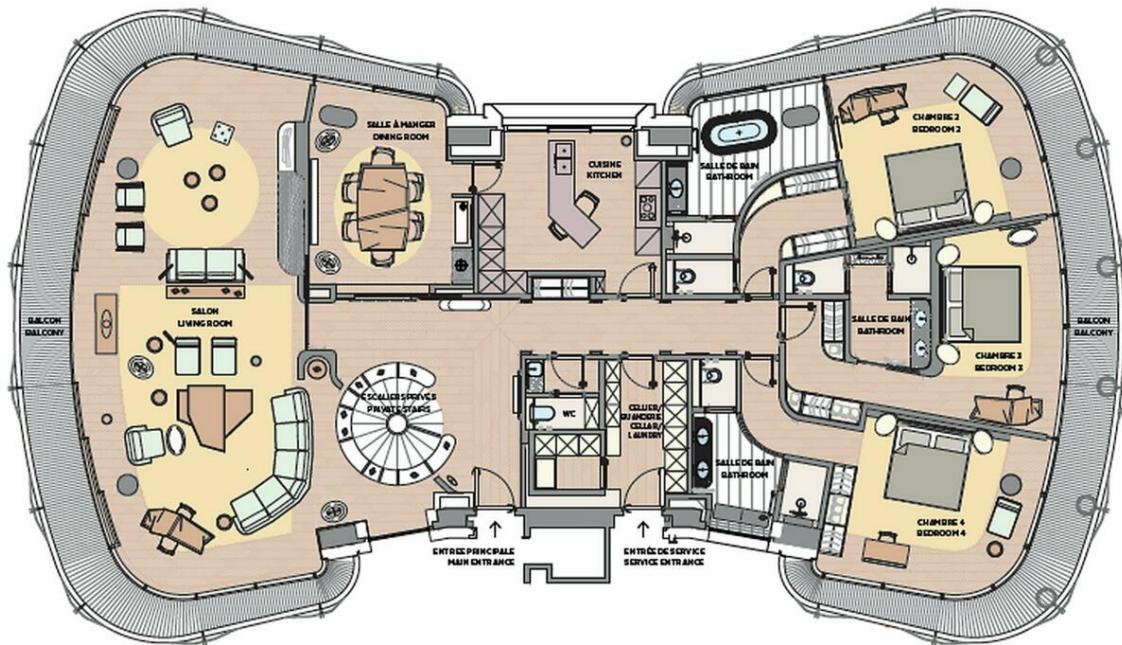 SALLE À MANGER
DINING ROOM
CUISINE
KITCHEN
SALLE DE BAIN
BATHROOM
CHAMBRE 2
BEDROOM 2
SALON
LIVING ROOM
BALCON
BALCONY
SALLE DE BAIN
BATHROOM
CHAMBRE 3
BEDROOM 3
BALCON
BALCONY
ESCALIERS PRIVÉS
PRIVATE STAIRS
WC
CELLIER/
BUANDERIE
CELLAR/
LAUNDRY
SALLE DE BAIN
BATHROOM
CHAMBRE 4
BEDROOM 4
ENTRÉE PRINCIPALE
MAIN ENTRANCE
ENTRÉE DE SERVICE
SERVICE ENTRANCE